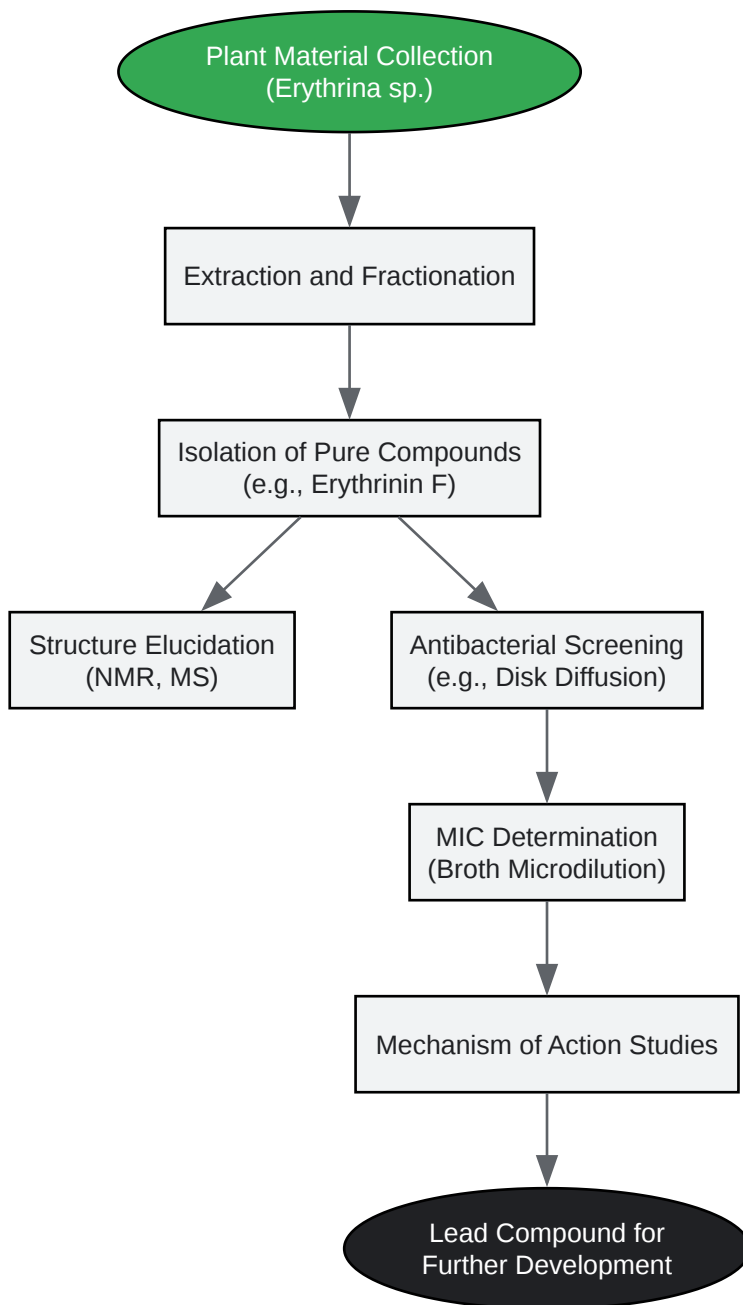 Plant Material Collection
(Erythrina sp.)
Extraction and Fractionation
Isolation of Pure Compounds
(e.g., Erythrinin F)
Structure Elucidation
(NMR, MS)
Antibacterial Screening
(e.g., Disk Diffusion)
MIC Determination
(Broth Microdilution)
Mechanism of Action Studies
Lead Compound for
Further Development